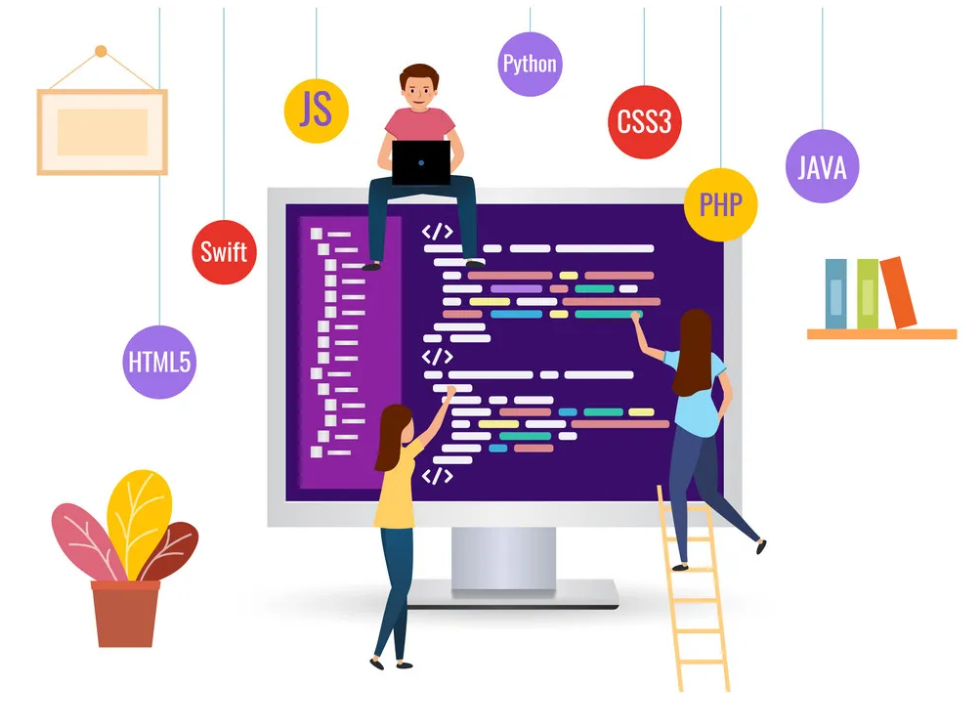 Python
JS
CSS3
JAVA
PHP
Swift
</>
HTML5
</>
</>